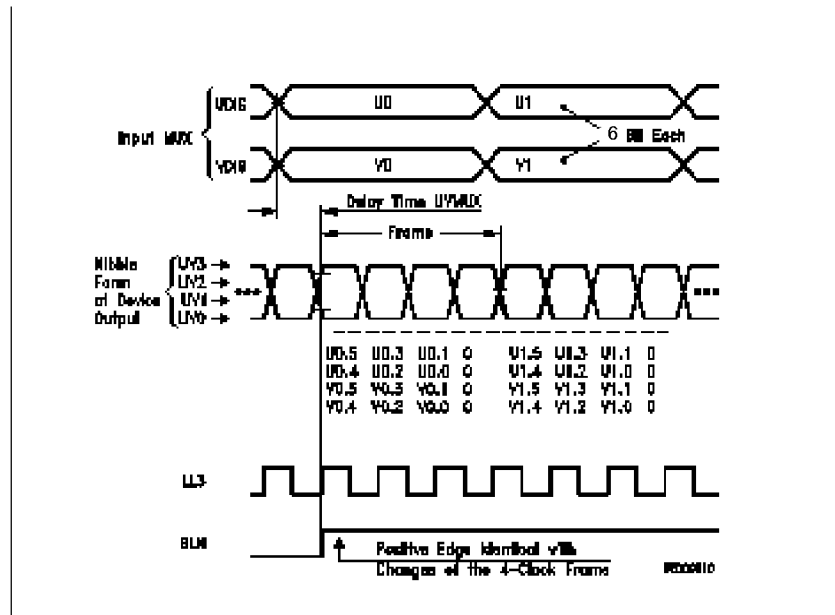 UDIG
U0
U1
Input MUX
6 Bit Each
VDIG
V0
V1
Delay Time UVMUX
Frame
Nibble
Form
of Device
Output
UV3
UV2
UV1
UV0
U0.5 U0.3 U0.1 0 U1.5 U1.3 U1.1 0
U0.4 U0.2 U0.0 0 U1.4 U1.2 U1.0 0
V0.5 V0.3 V0.1 0 V1.5 V1.3 V1.1 0
V0.4 V0.2 V0.0 0 V1.4 V1.2 V1.0 0
LL3
BLN
Positive Edge Identical with
Changes of the 4-Clock Frame